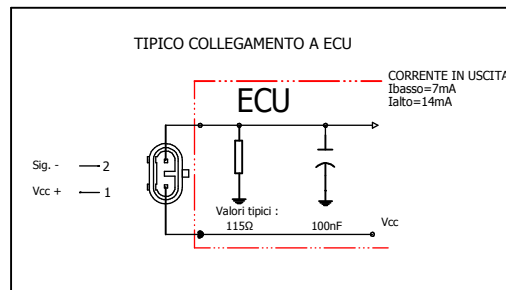 TIPICO COLLEGAMENTO A ECU
CORRENTE IN USCITA
Ibasso=7mA
Ialto=14mA
ECU
Sig. - 2
Vcc + 1
Valori tipici :
115Ω 100nF
Vcc